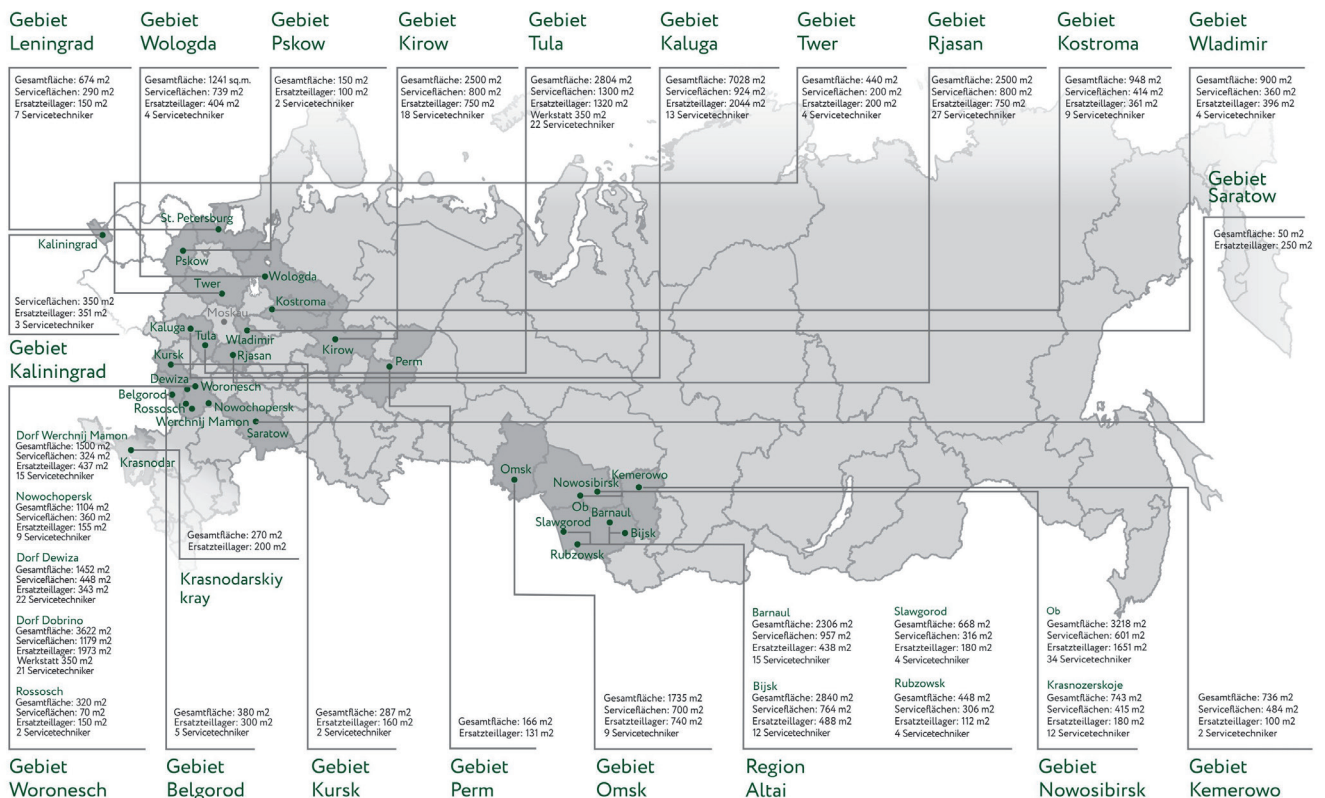 Gebiet
Leningrad
Gesamtfläche: 674 m2
Serviceflächen: 290 m2
Ersatzteillager: 150 m2
7 Servicetechniker
Gebiet
Wologda
Gesamtfläche: 1241 sq.m.
Serviceflächen: 739 m2
Ersatzteillager: 404 m2
4 Servicetechniker
Gebiet
Pskow
Gesamtfläche: 150 m2
Ersatzteillager: 100 m2
2 Servicetechniker
Gebiet
Kirow
Gesamtfläche: 2500 m2
Serviceflächen: 800 m2
Ersatzteillager: 750 m2
18 Servicetechniker
Gebiet
Tula
Gesamtfläche: 2804 m2
Serviceflächen: 1300 m2
Ersatzteillager: 1320 m2
Werkstatt 350 m2
22 Servicetechniker
Gebiet
Kaluga
Gesamtfläche: 7028 m2
Serviceflächen: 924 m2
Ersatzteillager: 2044 m2
13 Servicetechniker
Gebiet
Twer
Gesamtfläche: 440 m2
Serviceflächen: 200 m2
Ersatzteillager: 200 m2
4 Servicetechniker
Gebiet
Rjasan
Gesamtfläche: 2500 m2
Serviceflächen: 800 m2
Ersatzteillager: 750 m2
27 Servicetechniker
Gebiet
Kostroma
Gesamtfläche: 948 m2
Serviceflächen: 414 m2
Ersatzteillager: 361 m2
9 Servicetechniker
Gebiet
Wladimir
Gesamtfläche: 900 m2
Serviceflächen: 360 m2
Ersatzteillager: 396 m2
4 Servicetechniker
Gebiet
Saratow
Gesamtfläche: 50 m2
Ersatzteillager: 250 m2
St. Petersburg
Kaliningrad
Pskow
Wologda
Twer
Kostroma
Moskau
Kaluga
Tula
Wladimir
Kirow
Kursk
Rjasan
Perm
Dewiza
Woronesch
Belgorod
Rossosch
Nowochopersk
Werchnij Mamon
Saratow
Krasnodar
Omsk
Kemerowo
Nowosibirsk
Ob
Barnaul
Slawgorod
Bijsk
Rubzowsk
Serviceflächen: 350 m2
Ersatzteillager: 351 m2
3 Servicetechniker
Gebiet
Kaliningrad
Dorf Werchnij Mamon
Gesamtfläche: 1500 m2
Serviceflächen: 324 m2
Ersatzteillager: 437 m2
15 Servicetechniker
Nowochopersk
Gesamtfläche: 1104 m2
Serviceflächen: 360 m2
Ersatzteillager: 155 m2
9 Servicetechniker
Dorf Dewiza
Gesamtfläche: 1452 m2
Serviceflächen: 448 m2
Ersatzteillager: 343 m2
22 Servicetechniker
Dorf Dobrino
Gesamtfläche: 3622 m2
Serviceflächen: 1179 m2
Ersatzteillager: 1973 m2
Werkstatt 350 m2
21 Servicetechniker
Rossosch
Gesamtfläche: 320 m2
Serviceflächen: 70 m2
Ersatzteillager: 150 m2
2 Servicetechniker
Gebiet
Woronesch
Gesamtfläche: 270 m2
Ersatzteillager: 200 m2
Krasnodarskiy
kray
Gesamtfläche: 380 m2
Ersatzteillager: 300 m2
5 Servicetechniker
Gebiet
Belgorod
Gesamtfläche: 287 m2
Ersatzteillager: 160 m2
2 Servicetechniker
Gebiet
Kursk
Gesamtfläche: 166 m2
Ersatzteillager: 131 m2
Gebiet
Perm
Gesamtfläche: 1735 m2
Serviceflächen: 700 m2
Ersatzteillager: 740 m2
9 Servicetechniker
Gebiet
Omsk
Barnaul
Gesamtfläche: 2306 m2
Serviceflächen: 957 m2
Ersatzteillager: 438 m2
15 Servicetechniker
Bijsk
Gesamtfläche: 2840 m2
Serviceflächen: 764 m2
Ersatzteillager: 488 m2
12 Servicetechniker
Slawgorod
Gesamtfläche: 668 m2
Serviceflächen: 316 m2
Ersatzteillager: 180 m2
4 Servicetechniker
Rubzowsk
Gesamtfläche: 448 m2
Serviceflächen: 306 m2
Ersatzteillager: 112 m2
4 Servicetechniker
Region
Altai
Ob
Gesamtfläche: 3218 m2
Serviceflächen: 601 m2
Ersatzteillager: 1651 m2
34 Servicetechniker
Krasnozerskoje
Gesamtfläche: 743 m2
Serviceflächen: 415 m2
Ersatzteillager: 180 m2
12 Servicetechniker
Gebiet
Nowosibirsk
Gesamtfläche: 736 m2
Serviceflächen: 484 m2
Ersatzteillager: 100 m2
2 Servicetechniker
Gebiet
Kemerowo